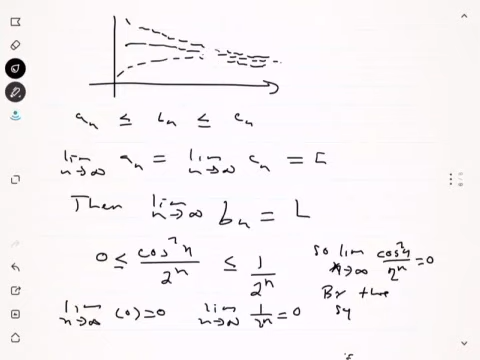 aₙ ≤ bₙ ≤ cₙ
lim n→∞ aₙ = lim n→∞ cₙ = L
Then lim n→∞ bₙ = L
0 ≤ cos²n / 2ⁿ ≤ 1 / 2ⁿ
lim n→∞ (0) = 0 lim n→∞ 1/2ⁿ = 0
So lim n→∞ cos²n / 2ⁿ = 0
By the
Sq